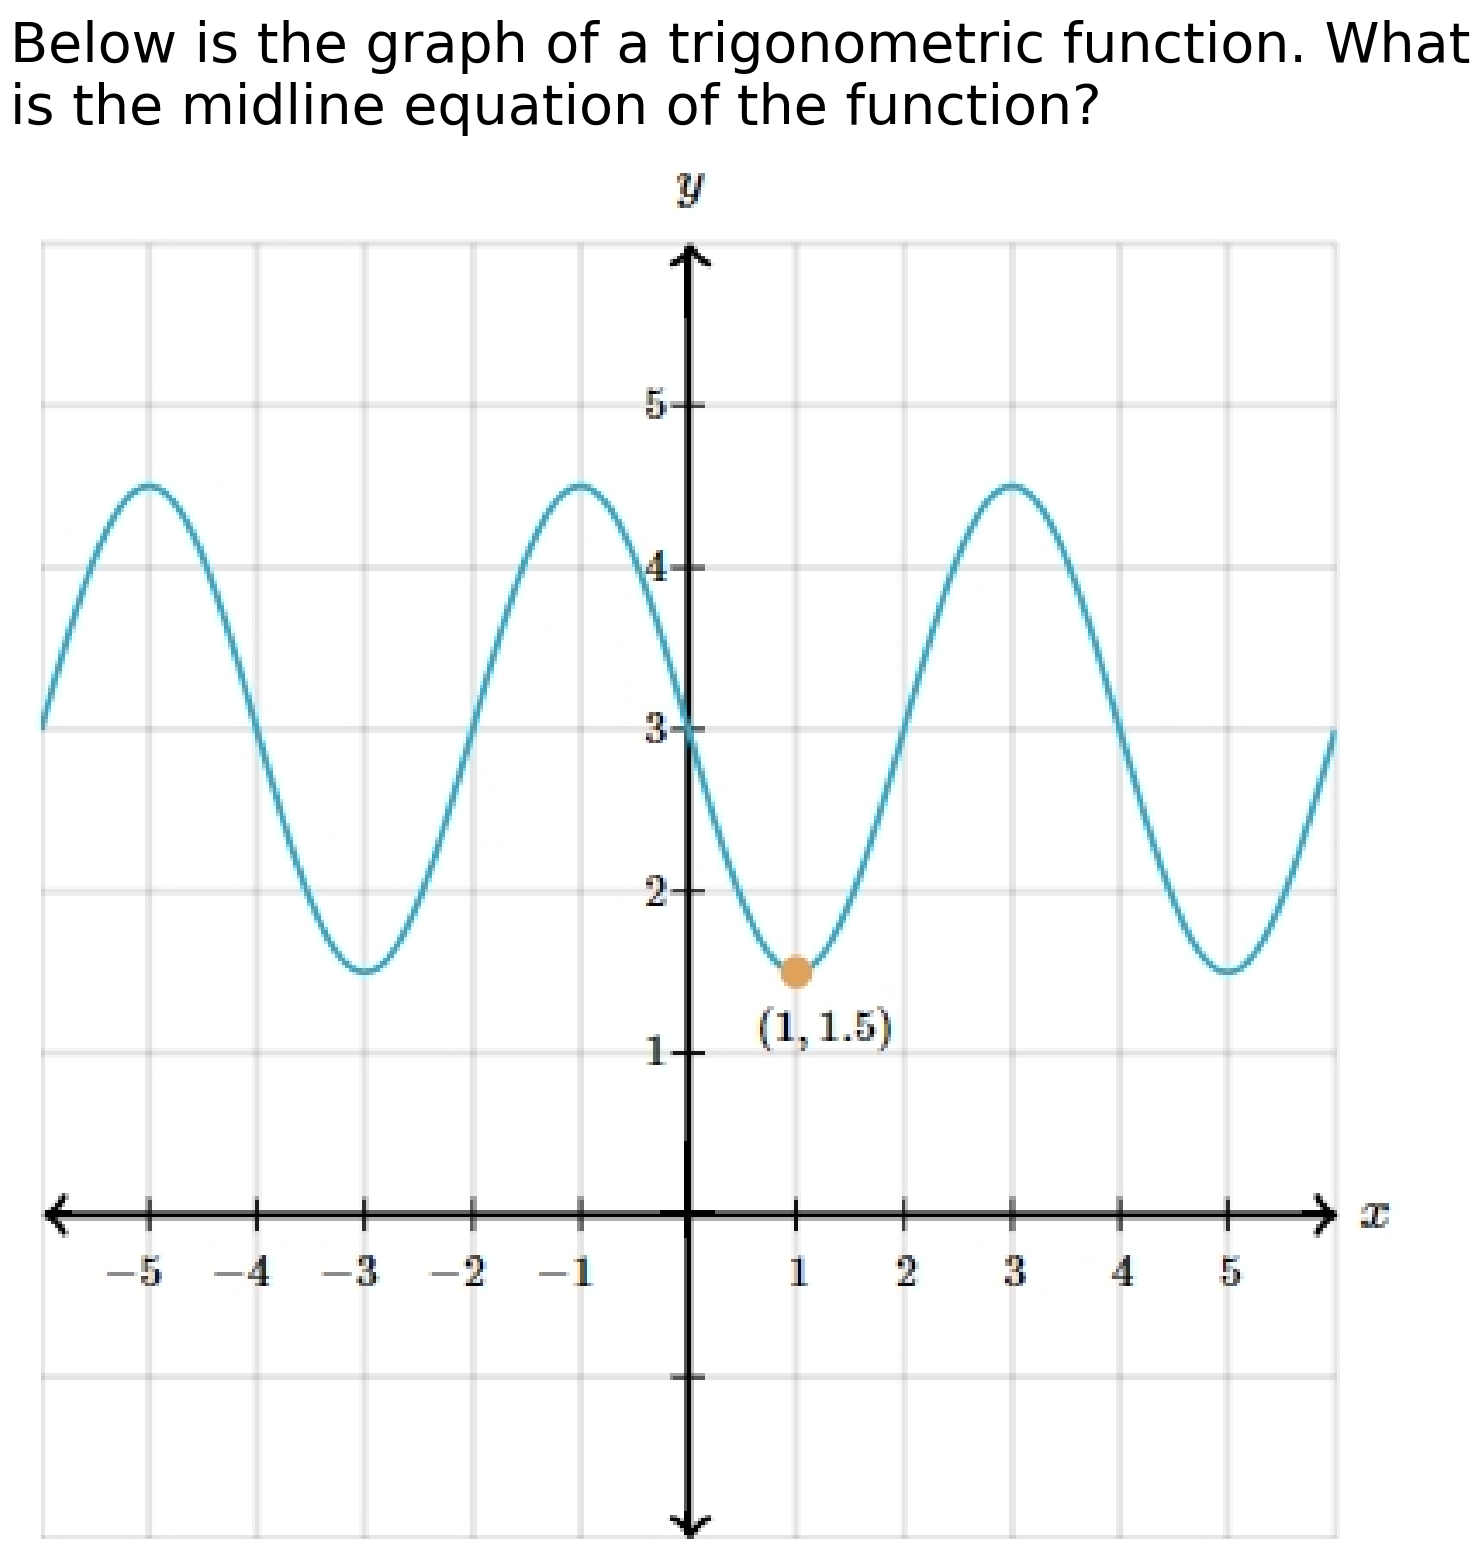 Below is the graph of a trigonometric function. What
is the midline equation of the function?
y
5
4
3
2
(1, 1.5)
1
x
−5 −4 −3 −2 −1 1 2 3 4 5